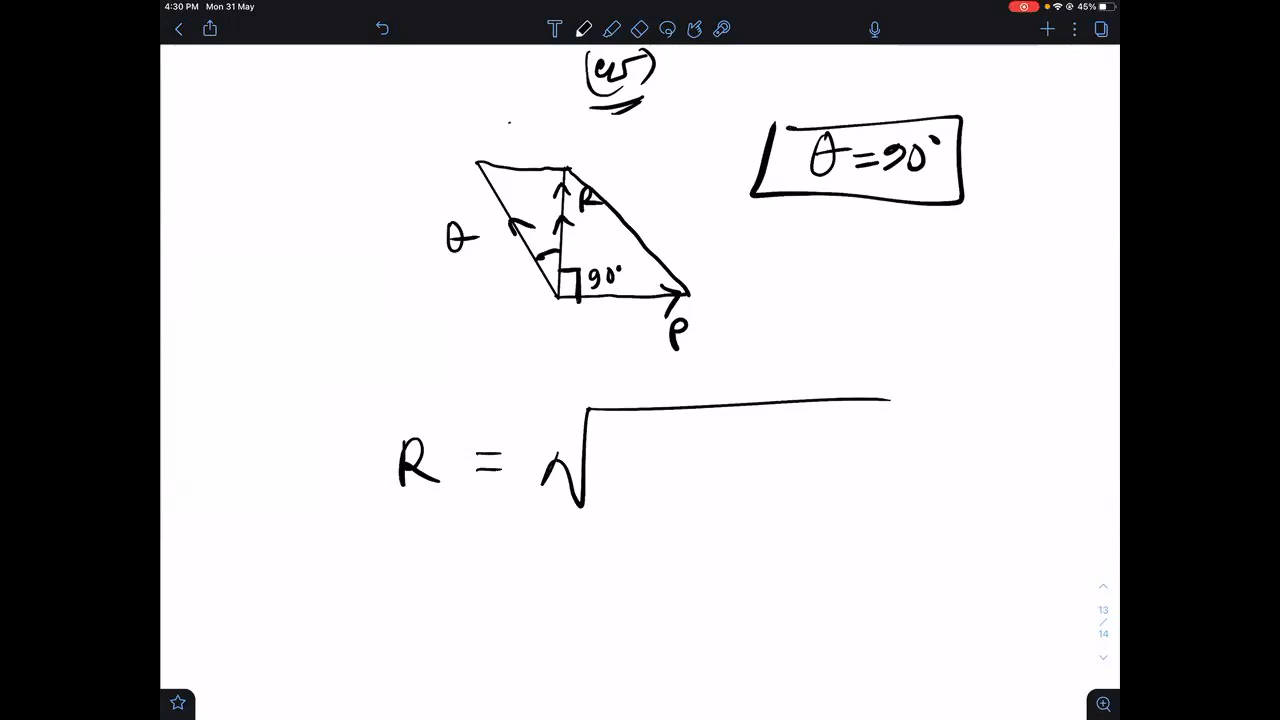 4:30 PM Mon 31 May
45%
T
θ = 90°
R
θ
90°
P
R = √
13
/
14